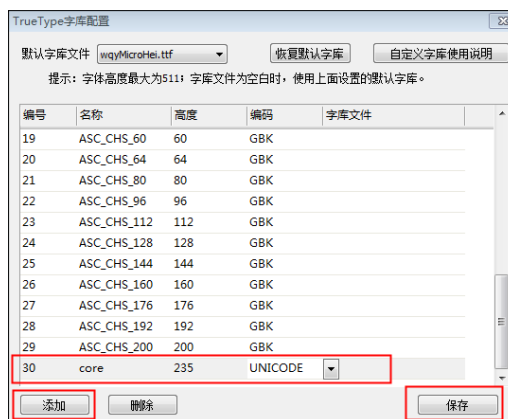 TrueType字库配置
默认字库文件 wqyMicroHei.ttf 恢复默认字库 自定义字库使用说明
提示：字体高度最大为511；字库文件为空白时，使用上面设置的默认字库。
编号 名称 高度 编码 字库文件
19 ASC_CHS_60 60 GBK
20 ASC_CHS_64 64 GBK
21 ASC_CHS_80 80 GBK
22 ASC_CHS_96 96 GBK
23 ASC_CHS_112 112 GBK
24 ASC_CHS_128 128 GBK
25 ASC_CHS_144 144 GBK
26 ASC_CHS_160 160 GBK
27 ASC_CHS_176 176 GBK
28 ASC_CHS_192 192 GBK
29 ASC_CHS_200 200 GBK
30 core 235 UNICODE
添加 删除 保存